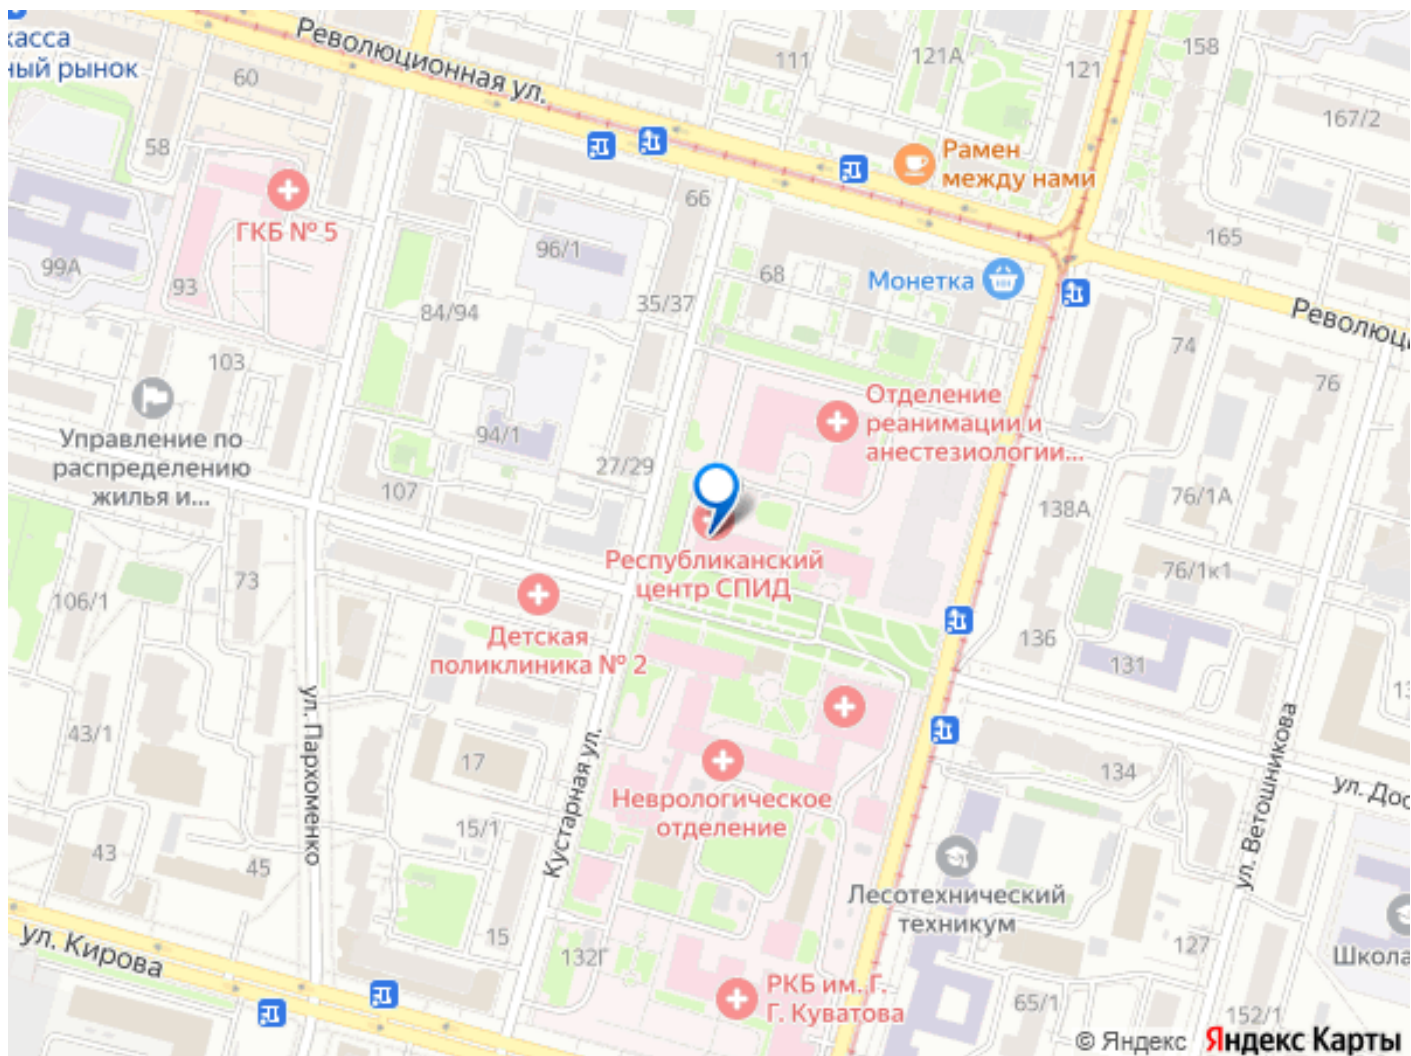 касса
ный рынок
Революционная ул.
60
58
111
121А
121
158
167/2
Рамен
между нами
ГКБ № 5
99А
93
66
96/1
68
165
Монетка
35/37
84/94
Революци
103
74
76
Управление по
распределению
жилья и...
94/1
Отделение
реанимации и
анестезиологии...
27/29
107
138А
76/1А
Республиканский
центр СПИД
76/1к1
73
106/1
Детская
поликлиника № 2
136
131
13
ул. Пархоменко
43/1
17
Кустарная ул.
134
ул. Дос
ул. Ветошникова
Неврологическое
отделение
15/1
43
45
Лесотехнический
техникум
ул. Кирова
15
132Г
127
Школа
РКБ им. Г.
Г. Куватова
65/1
152/1
© Яндекс Яндекс Карты